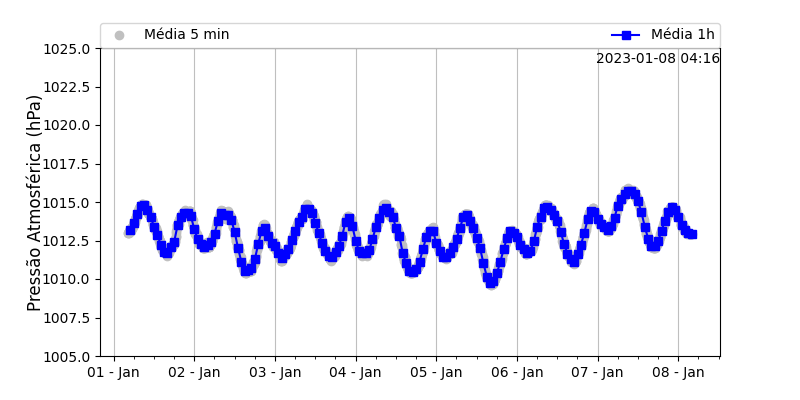 Média 5 min
Média 1h
2023-01-08 04:16
Pressão Atmosférica (hPa)
1025.0
1022.5
1020.0
1017.5
1015.0
1012.5
1010.0
1007.5
1005.0
01 - Jan
02 - Jan
03 - Jan
04 - Jan
05 - Jan
06 - Jan
07 - Jan
08 - Jan